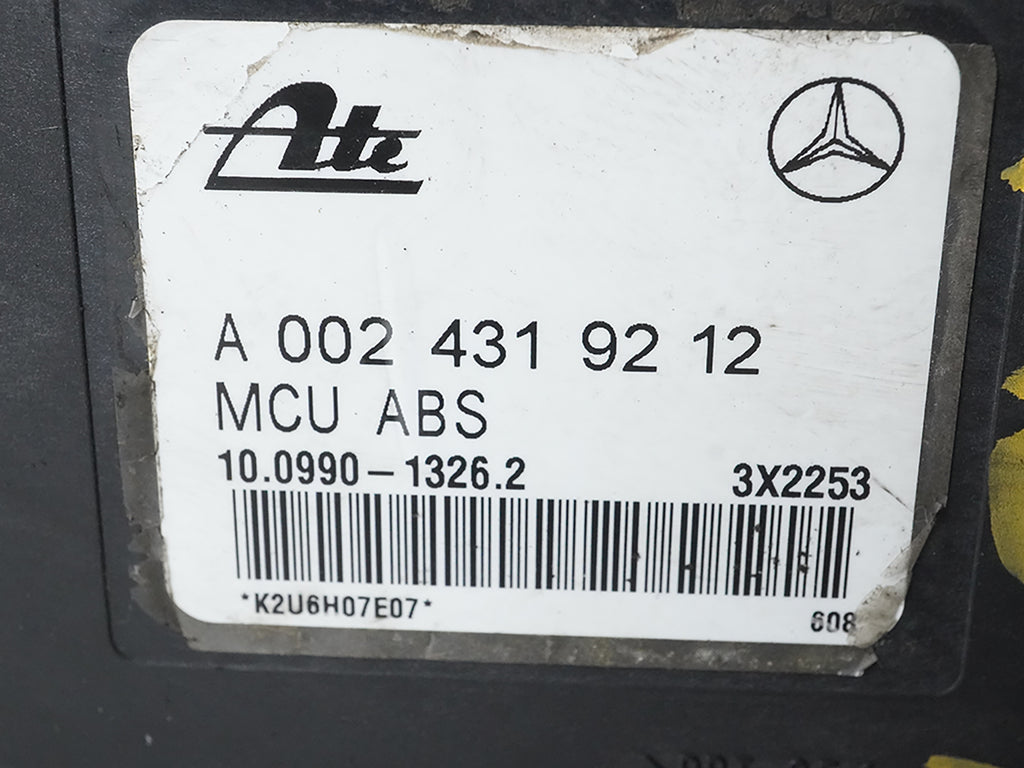 Ate
A 002 431 92 12
MCU ABS
10.0990-1326.2 3X2253
*K2U6H07E07* 608